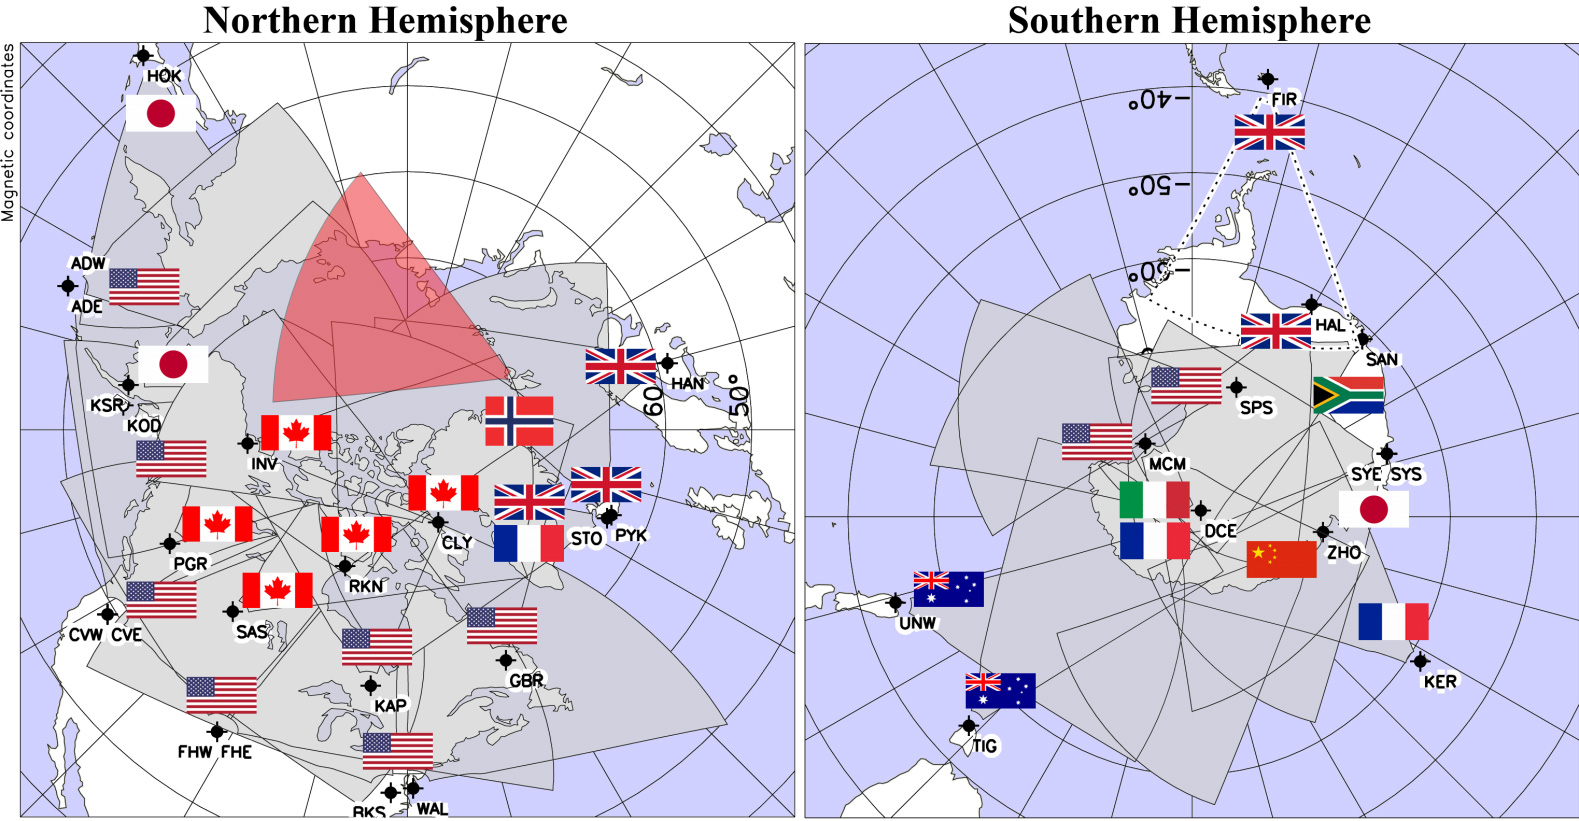 Northern Hemisphere
Southern Hemisphere
Magnetic coordinates
HOK
ADW
ADE
KSR
KOD
INV
HAN
60
50°
PGR
RKN
CLY
STO
PYK
CVW CVE
SAS
KAP
GBR
FHW FHE
BKS
WAL
-40°
FIR
-50°
-60°
HAL
SAN
SPS
MCM
SYE SYS
DCE
ZHO
UNW
KER
TIG